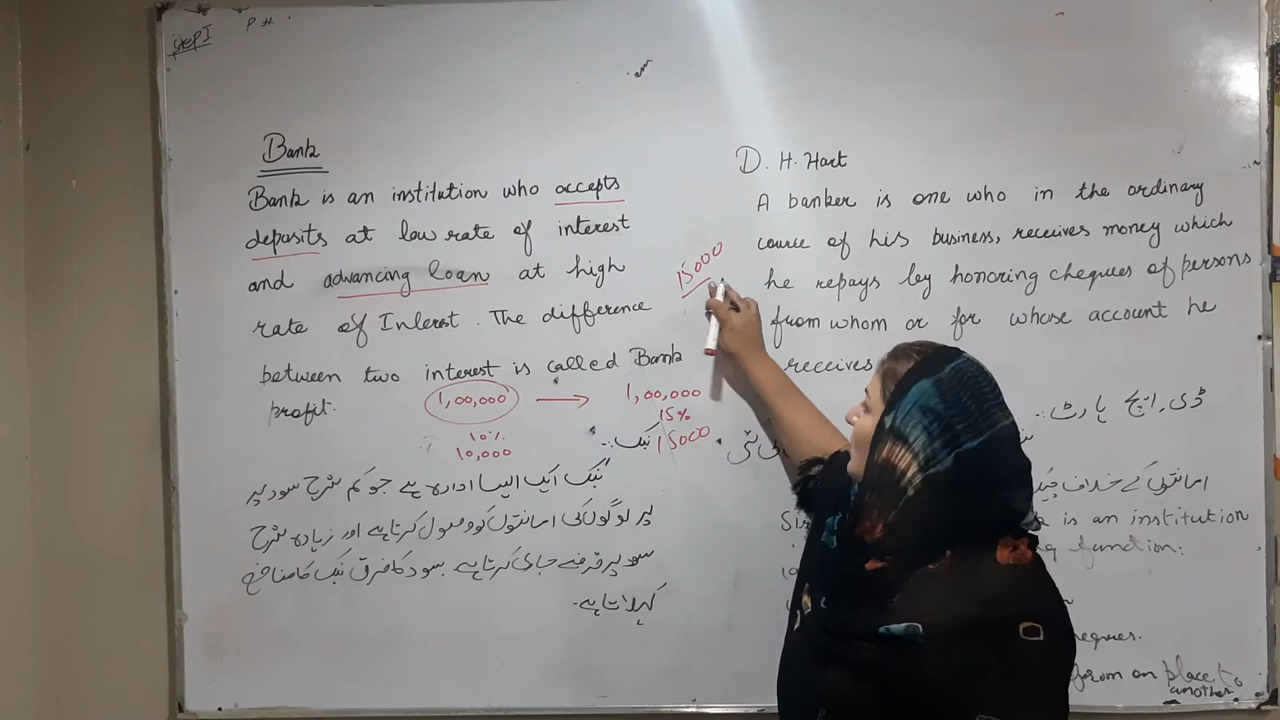 Step I
P #
Bank
Bank is an institution who accepts
deposits at low rate of interest
and advancing loan at high
rate of Interest. The difference
between two interest is called Bank
profit.
1,00,000 → 1,00,000
10%
10,000
15%
15000
بنک :-
بنک ایک ایسا ادارہ ہے جو کم شرح سود پر
پر لوگوں کی امانتوں کو وصول کرتا ہے اور زیادہ شرح
سود پر قرضے جاری کرتا ہے۔ سود کا فرق بنک کا منافع
کہلاتا ہے۔
15000
D. H. Hart
A banker is one who in the ordinary
course of his business, receives money which
he repays by honoring cheques of persons
from whom or for whose account he
receives
ڈی ایچ ہارٹ :-
امانتوں کے خلاف
is an institution
function:
cheques.
from on place to
another